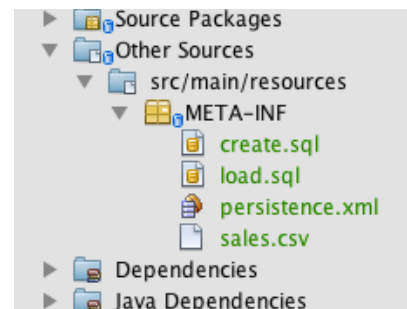 Source Packages
Other Sources
src/main/resources
META-INF
create.sql
load.sql
persistence.xml
sales.csv
Dependencies
Java Dependencies